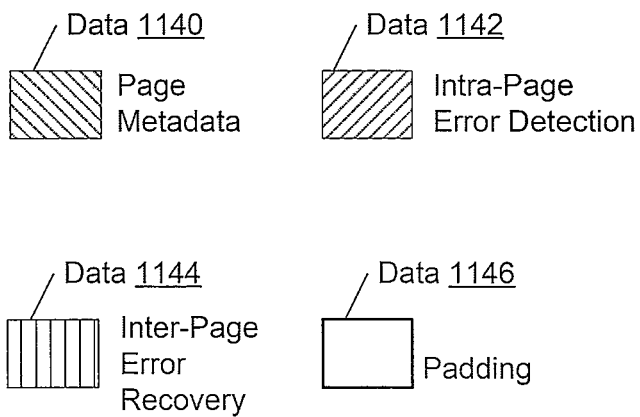 Data 1140
Page
Metadata
Data 1142
Intra-Page
Error Detection
Data 1144
Inter-Page
Error
Recovery
Data 1146
Padding